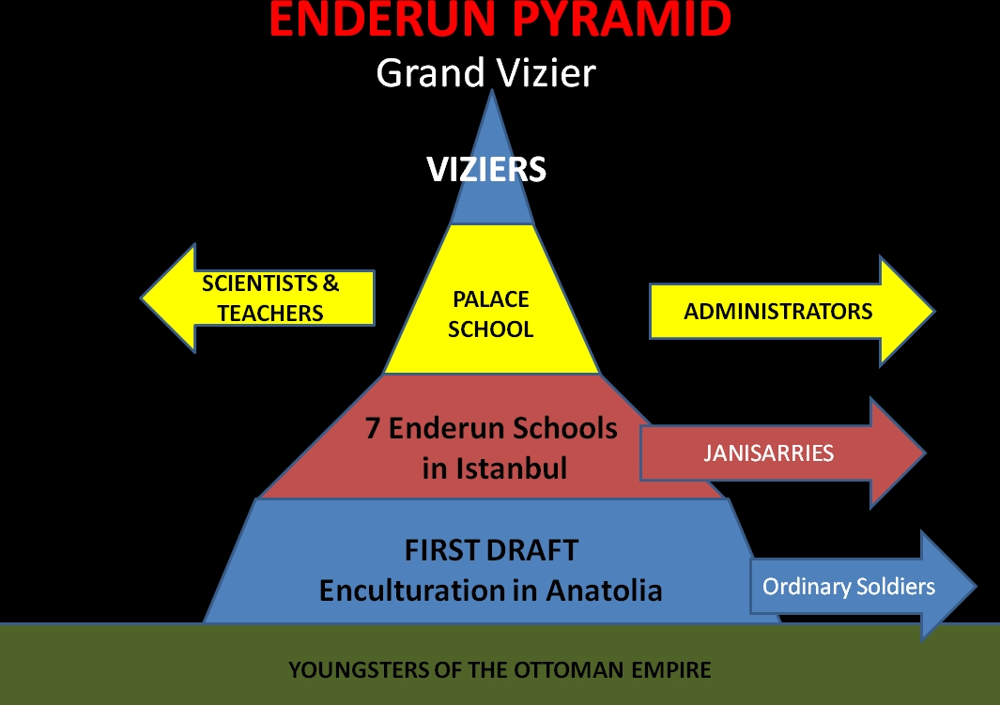 ENDERUN PYRAMID
Grand Vizier
VIZIERS
SCIENTISTS &
TEACHERS
PALACE
SCHOOL
ADMINISTRATORS
7 Enderun Schools
in Istanbul
JANISARRIES
FIRST DRAFT
Enculturation in Anatolia
Ordinary Soldiers
YOUNGSTERS OF THE OTTOMAN EMPIRE